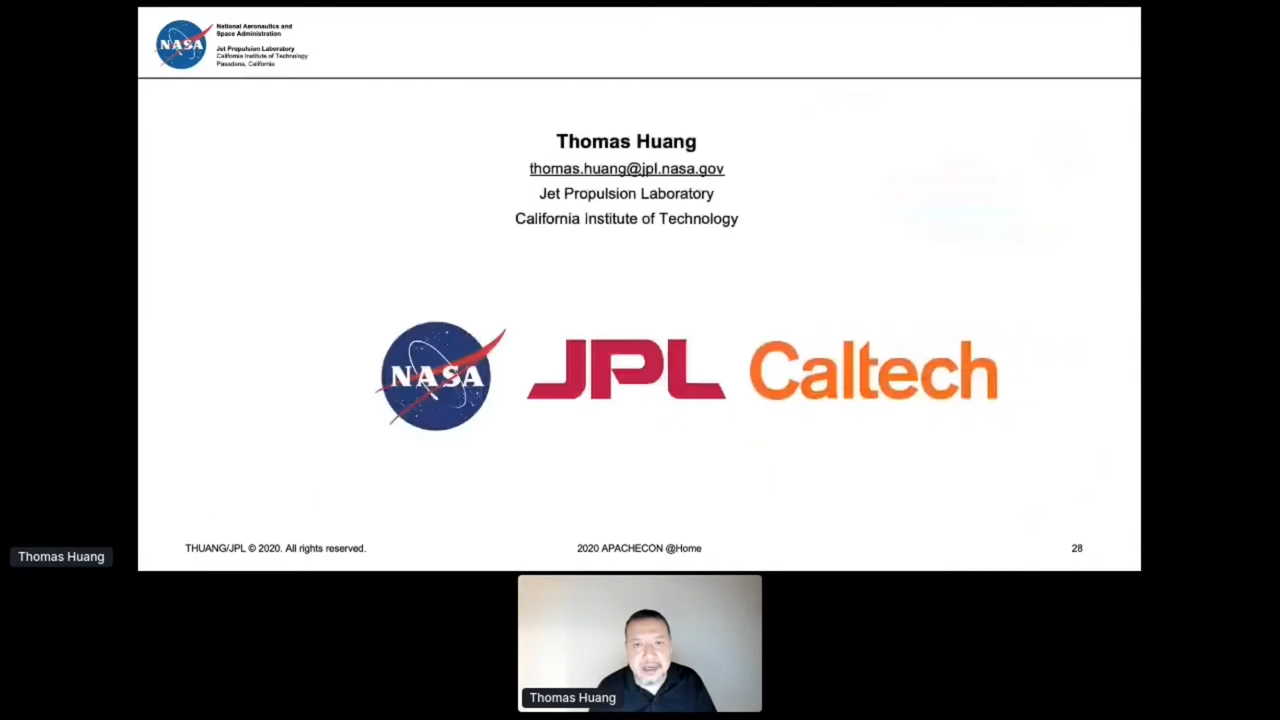 NASA
National Aeronautics and
Space Administration
Jet Propulsion Laboratory
California Institute of Technology
Pasadena, California
Thomas Huang
thomas.huang@jpl.nasa.gov
Jet Propulsion Laboratory
California Institute of Technology
NASA JPL Caltech
THUANG/JPL © 2020. All rights reserved. 2020 APACHECON @Home 28
Thomas Huang
Thomas Huang